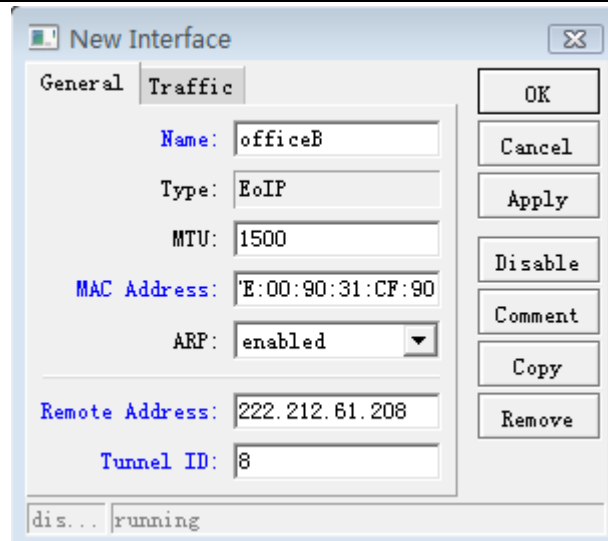 New Interface
General Traffic
Name: officeB
Type: EoIP
MTU: 1500
MAC Address: 'E:00:90:31:CF:90
ARP: enabled
Remote Address: 222.212.61.208
Tunnel ID: 8
OK
Cancel
Apply
Disable
Comment
Copy
Remove
dis... running